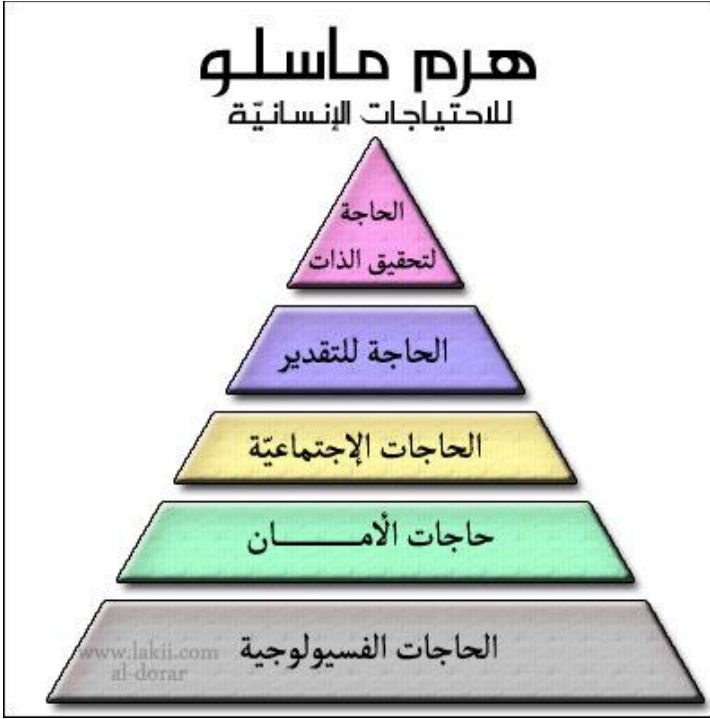 هرم ماسلو
للاحتياجات الإنسانيّة
الحاجة
لتحقيق الذات
الحاجة للتقدير
الحاجات الإجتماعيّة
حاجات الأمـــــــان
الحاجات الفسيولوجية
www.lakii.com
al-dorar